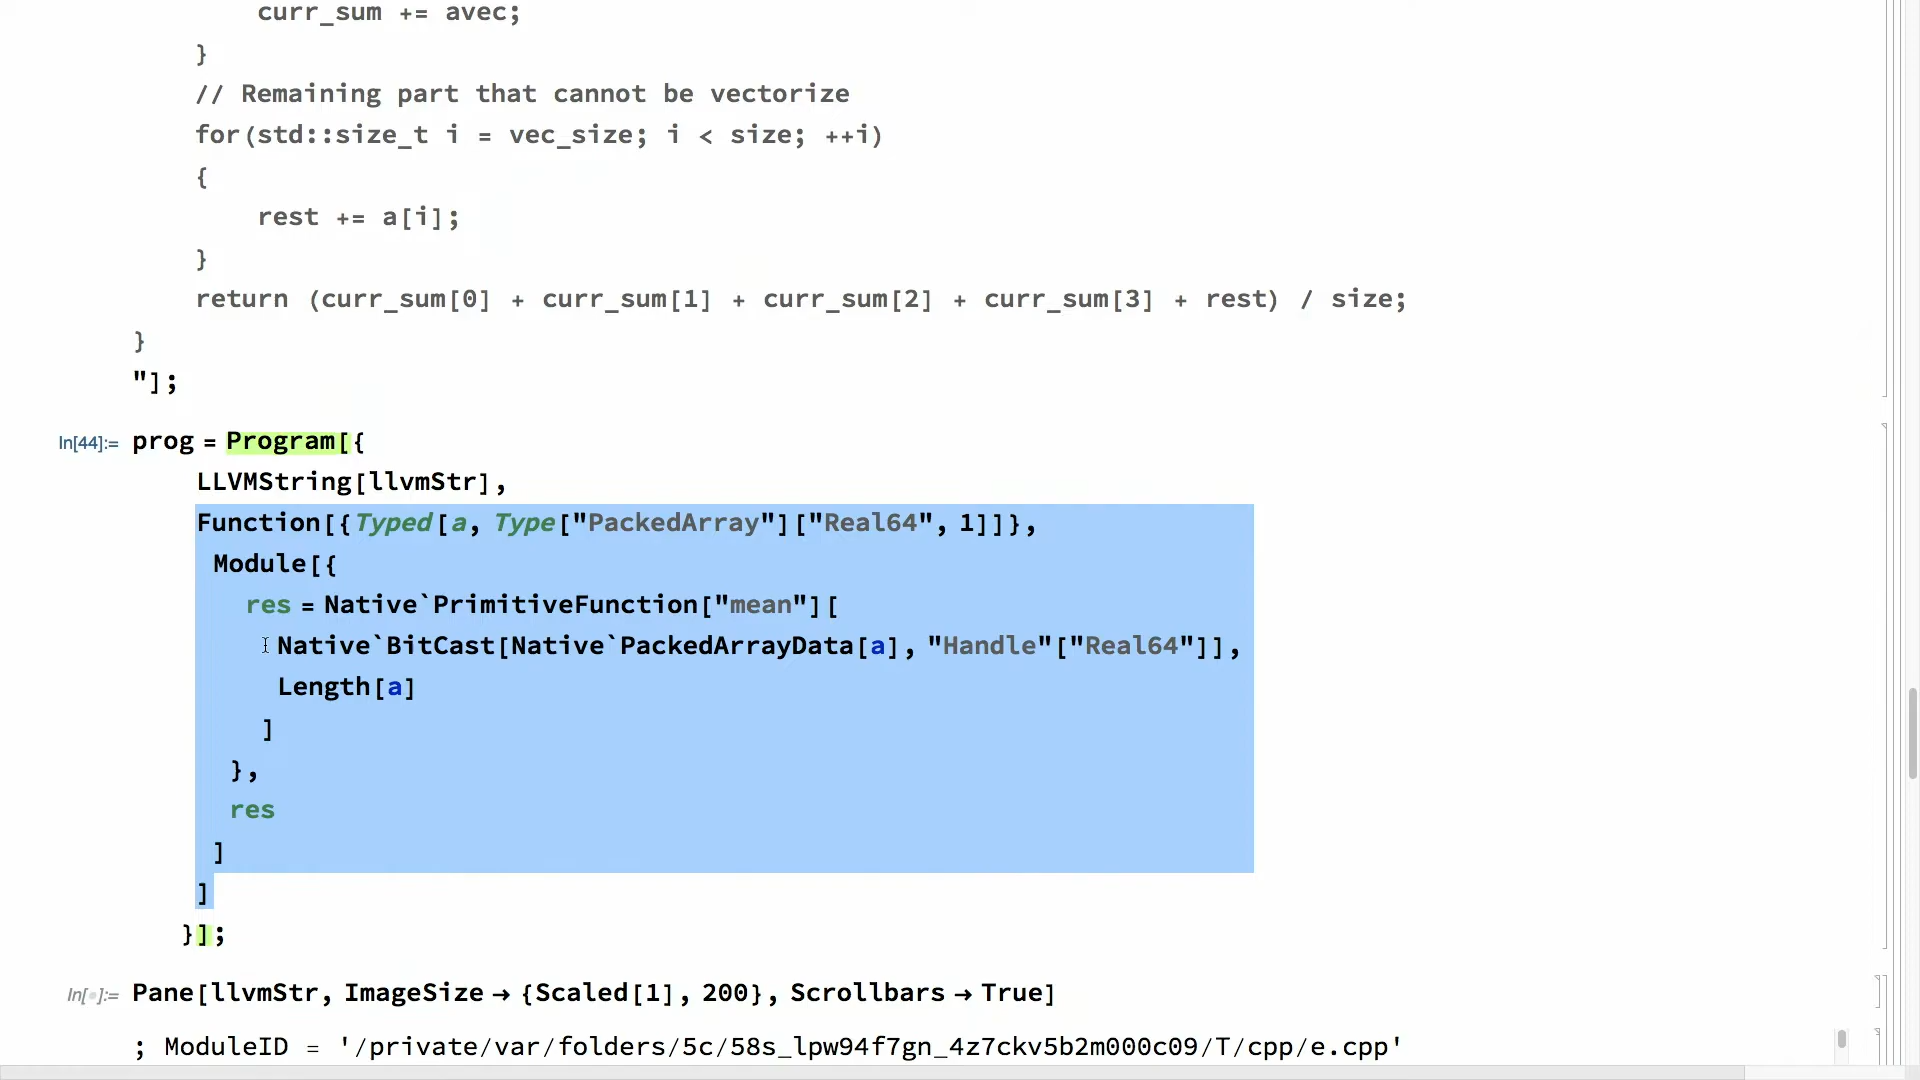 curr_sum += avec;
}
// Remaining part that cannot be vectorize
for(std::size_t i = vec_size; i < size; ++i)
{
rest += a[i];
}
return (curr_sum[0] + curr_sum[1] + curr_sum[2] + curr_sum[3] + rest) / size;
}
"];
In[44]:= prog = Program[{
LLVMString[llvmStr],
Function[{Typed[a, Type["PackedArray"]["Real64", 1]]},
Module[{
res = Native`PrimitiveFunction["mean"][
Native`BitCast[Native`PackedArrayData[a], "Handle"["Real64"]],
Length[a]
]
},
res
]
]
}];
In[•]:= Pane[llvmStr, ImageSize → {Scaled[1], 200}, Scrollbars → True]
; ModuleID = '/private/var/folders/5c/58s_lpw94f7gn_4z7ckv5b2m000c09/T/cpp/e.cpp'